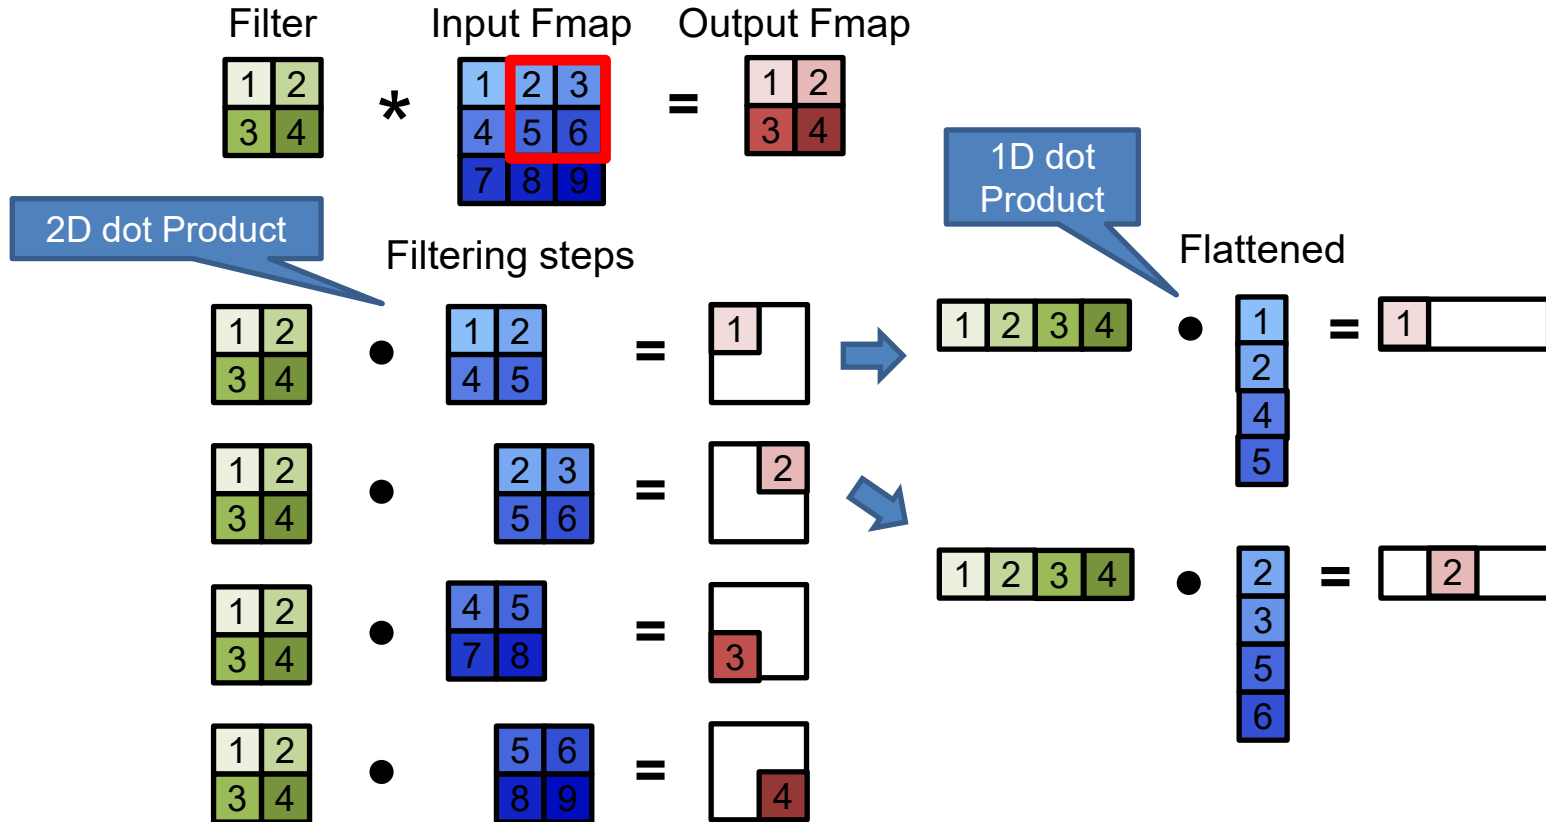 Filter Input Fmap Output Fmap
1 2 * 1 2 3 = 1 2
3 4 4 5 6 3 4
7 8 9
1D dot
Product
2D dot Product
Filtering steps
Flattened
1 2 • 1 2 = 1
3 4 4 5
1 2 3 4 • 1 = 1
2
4
5
1 2 • 2 3 = 2
3 4 5 6
1 2 3 4 • 2 = 2
3
5
6
1 2 • 4 5 = 3
3 4 7 8
1 2 • 5 6 = 4
3 4 8 9